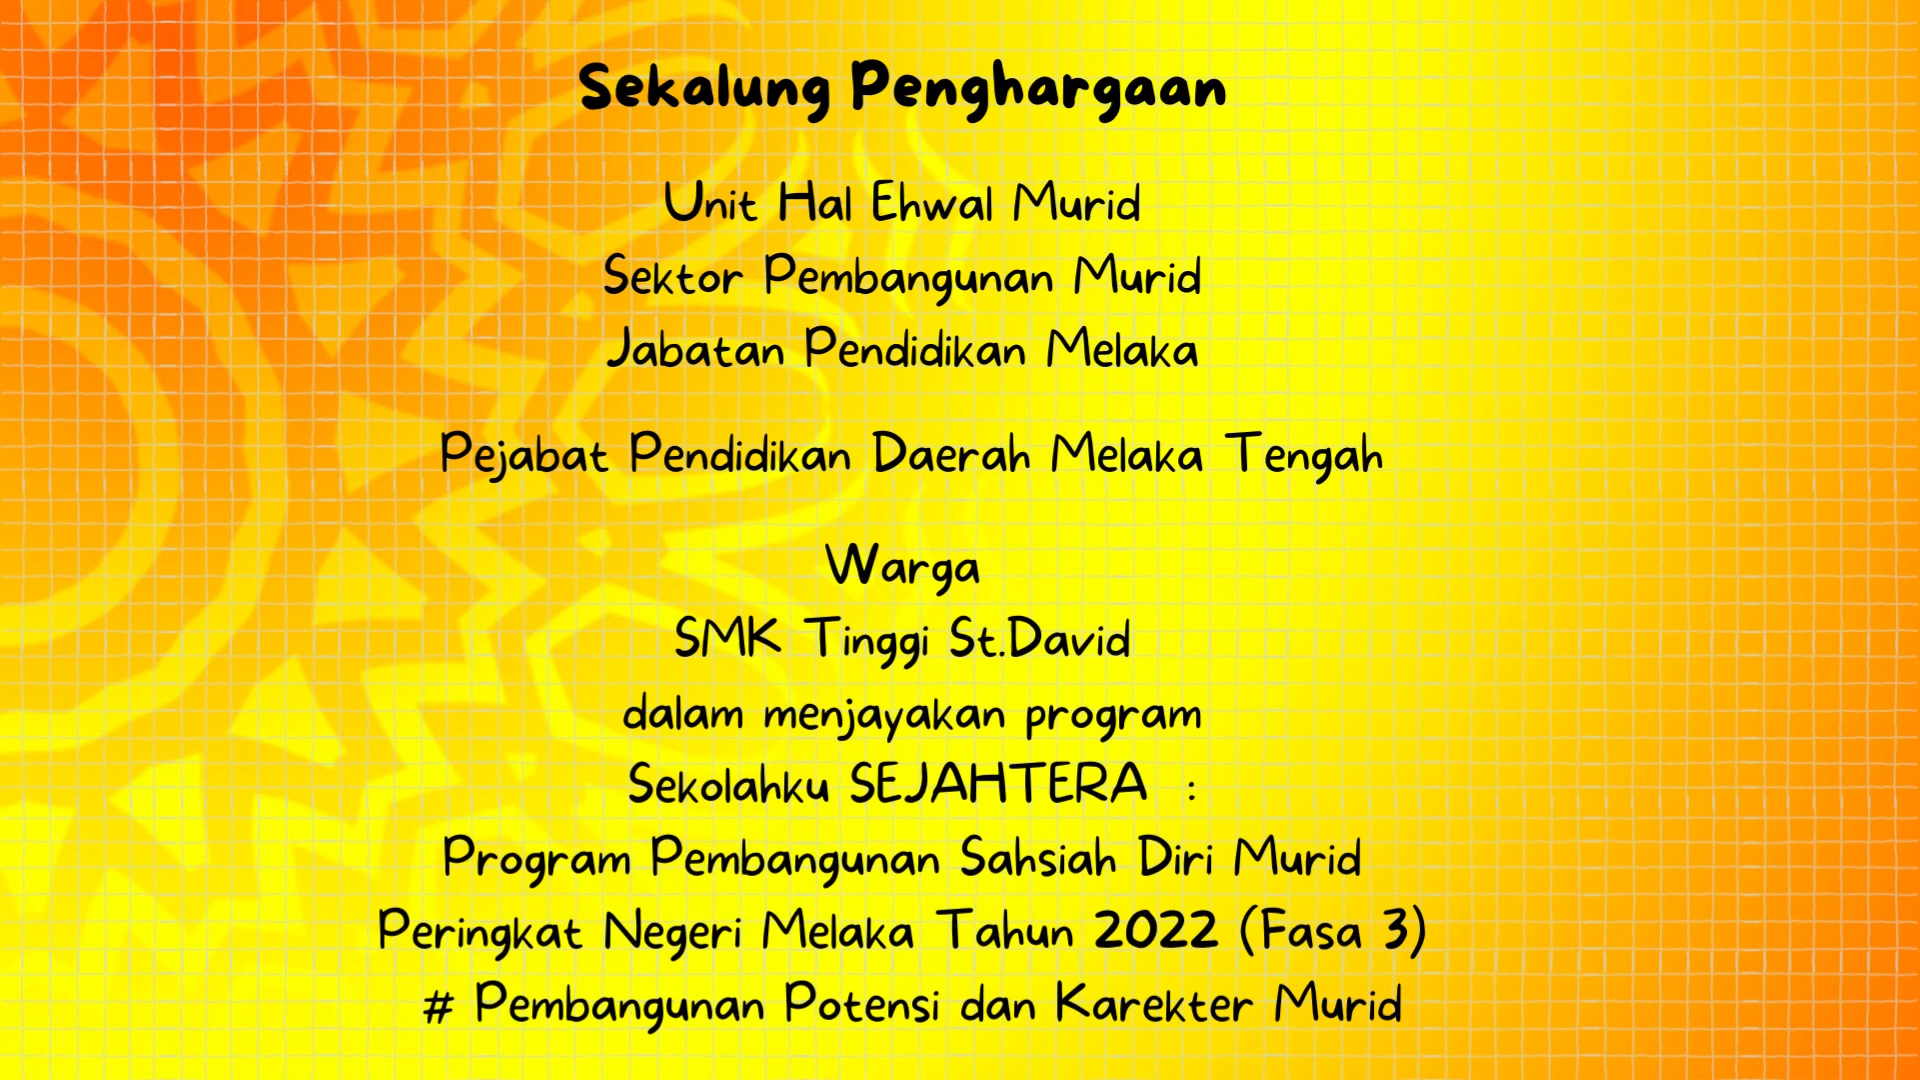 Sekalung Penghargaan
Unit Hal Ehwal Murid
Sektor Pembangunan Murid
Jabatan Pendidikan Melaka
Pejabat Pendidikan Daerah Melaka Tengah
Warga
SMK Tinggi St.David
dalam menjayakan program
Sekolahku SEJAHTERA :
Program Pembangunan Sahsiah Diri Murid
Peringkat Negeri Melaka Tahun 2022 (Fasa 3)
# Pembangunan Potensi dan Karekter Murid